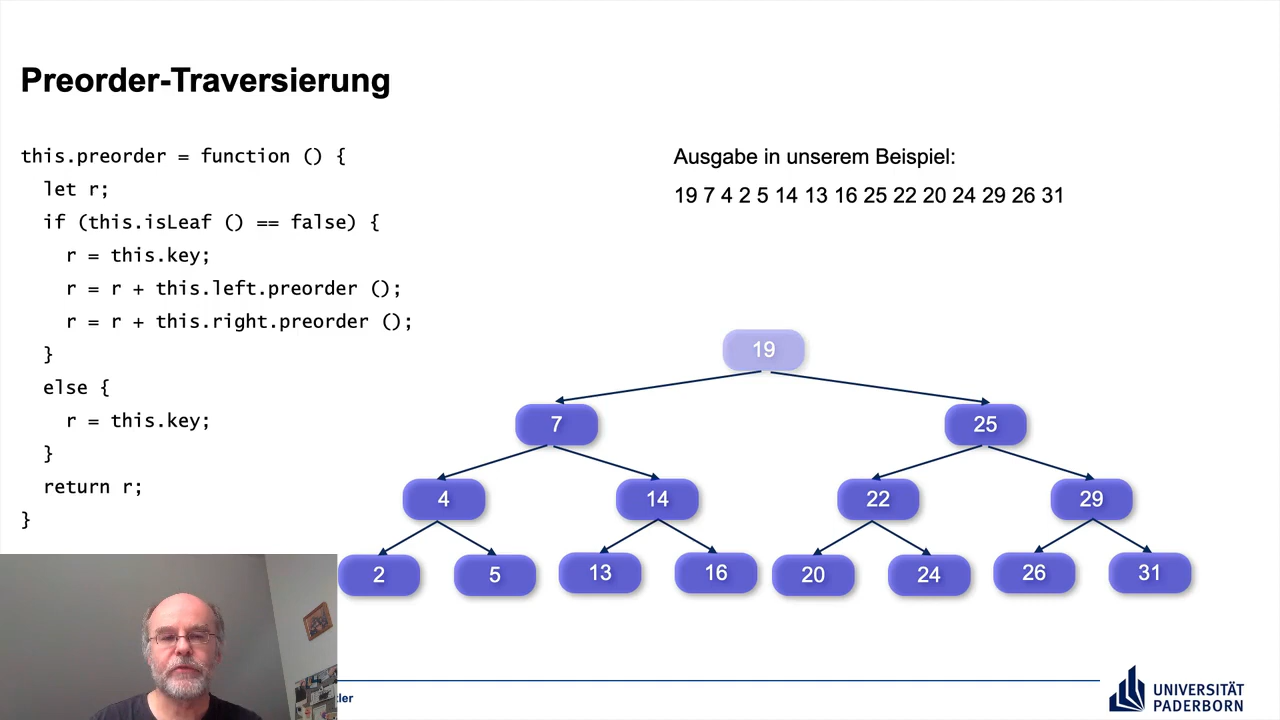 Preorder-Traversierung
this.preorder = function () {
let r;
if (this.isLeaf () == false) {
r = this.key;
r = r + this.left.preorder ();
r = r + this.right.preorder ();
}
else {
r = this.key;
}
return r;
}
Ausgabe in unserem Beispiel:
19 7 4 2 5 14 13 16 25 22 20 24 29 26 31
19
7
25
4
14
22
29
2
5
13
16
20
24
26
31
UNIVERSITÄT
PADERBORN